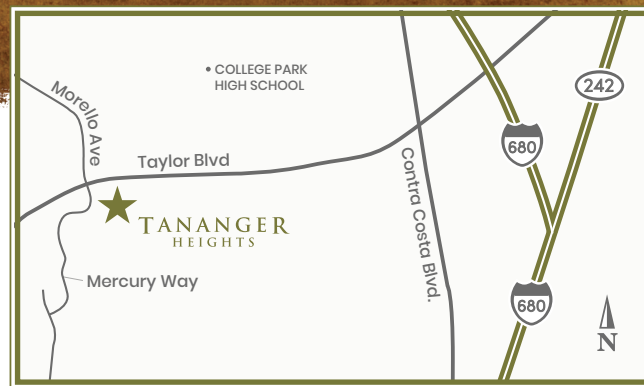 COLLEGE PARK
HIGH SCHOOL
242
Morello Ave
Taylor Blvd
680
Contra Costa Blvd.
TANANGER
HEIGHTS
Mercury Way
680
N